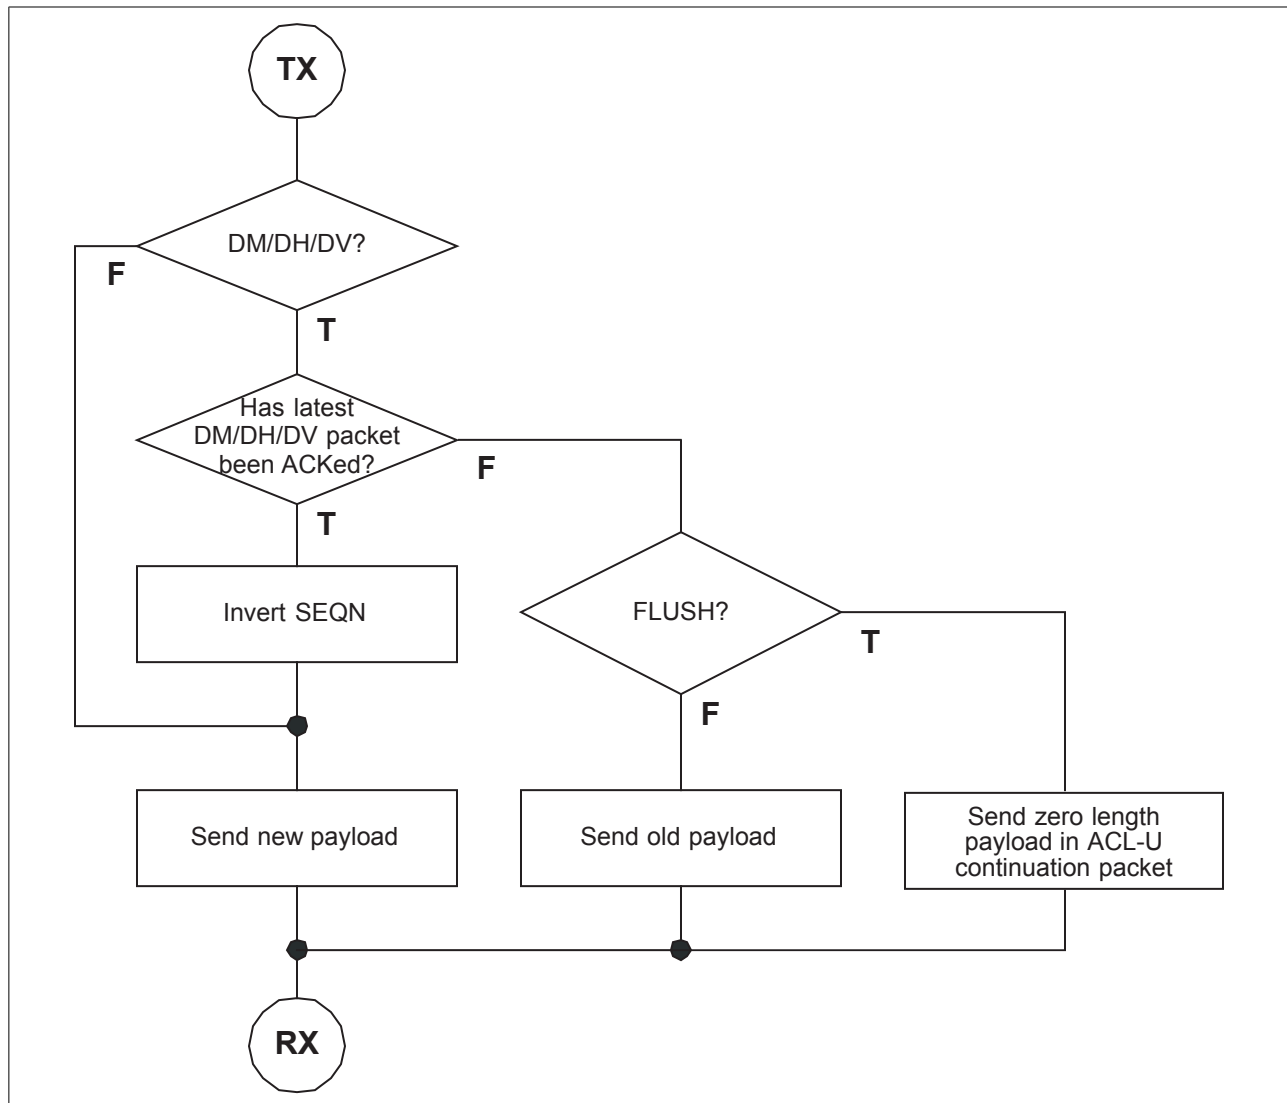 TX
DM/DH/DV?
F
T
Has latest
DM/DH/DV packet
been ACKed?
F
T
Invert SEQN
FLUSH?
T
F
Send new payload
Send old payload
Send zero length
payload in ACL-U
continuation packet
RX